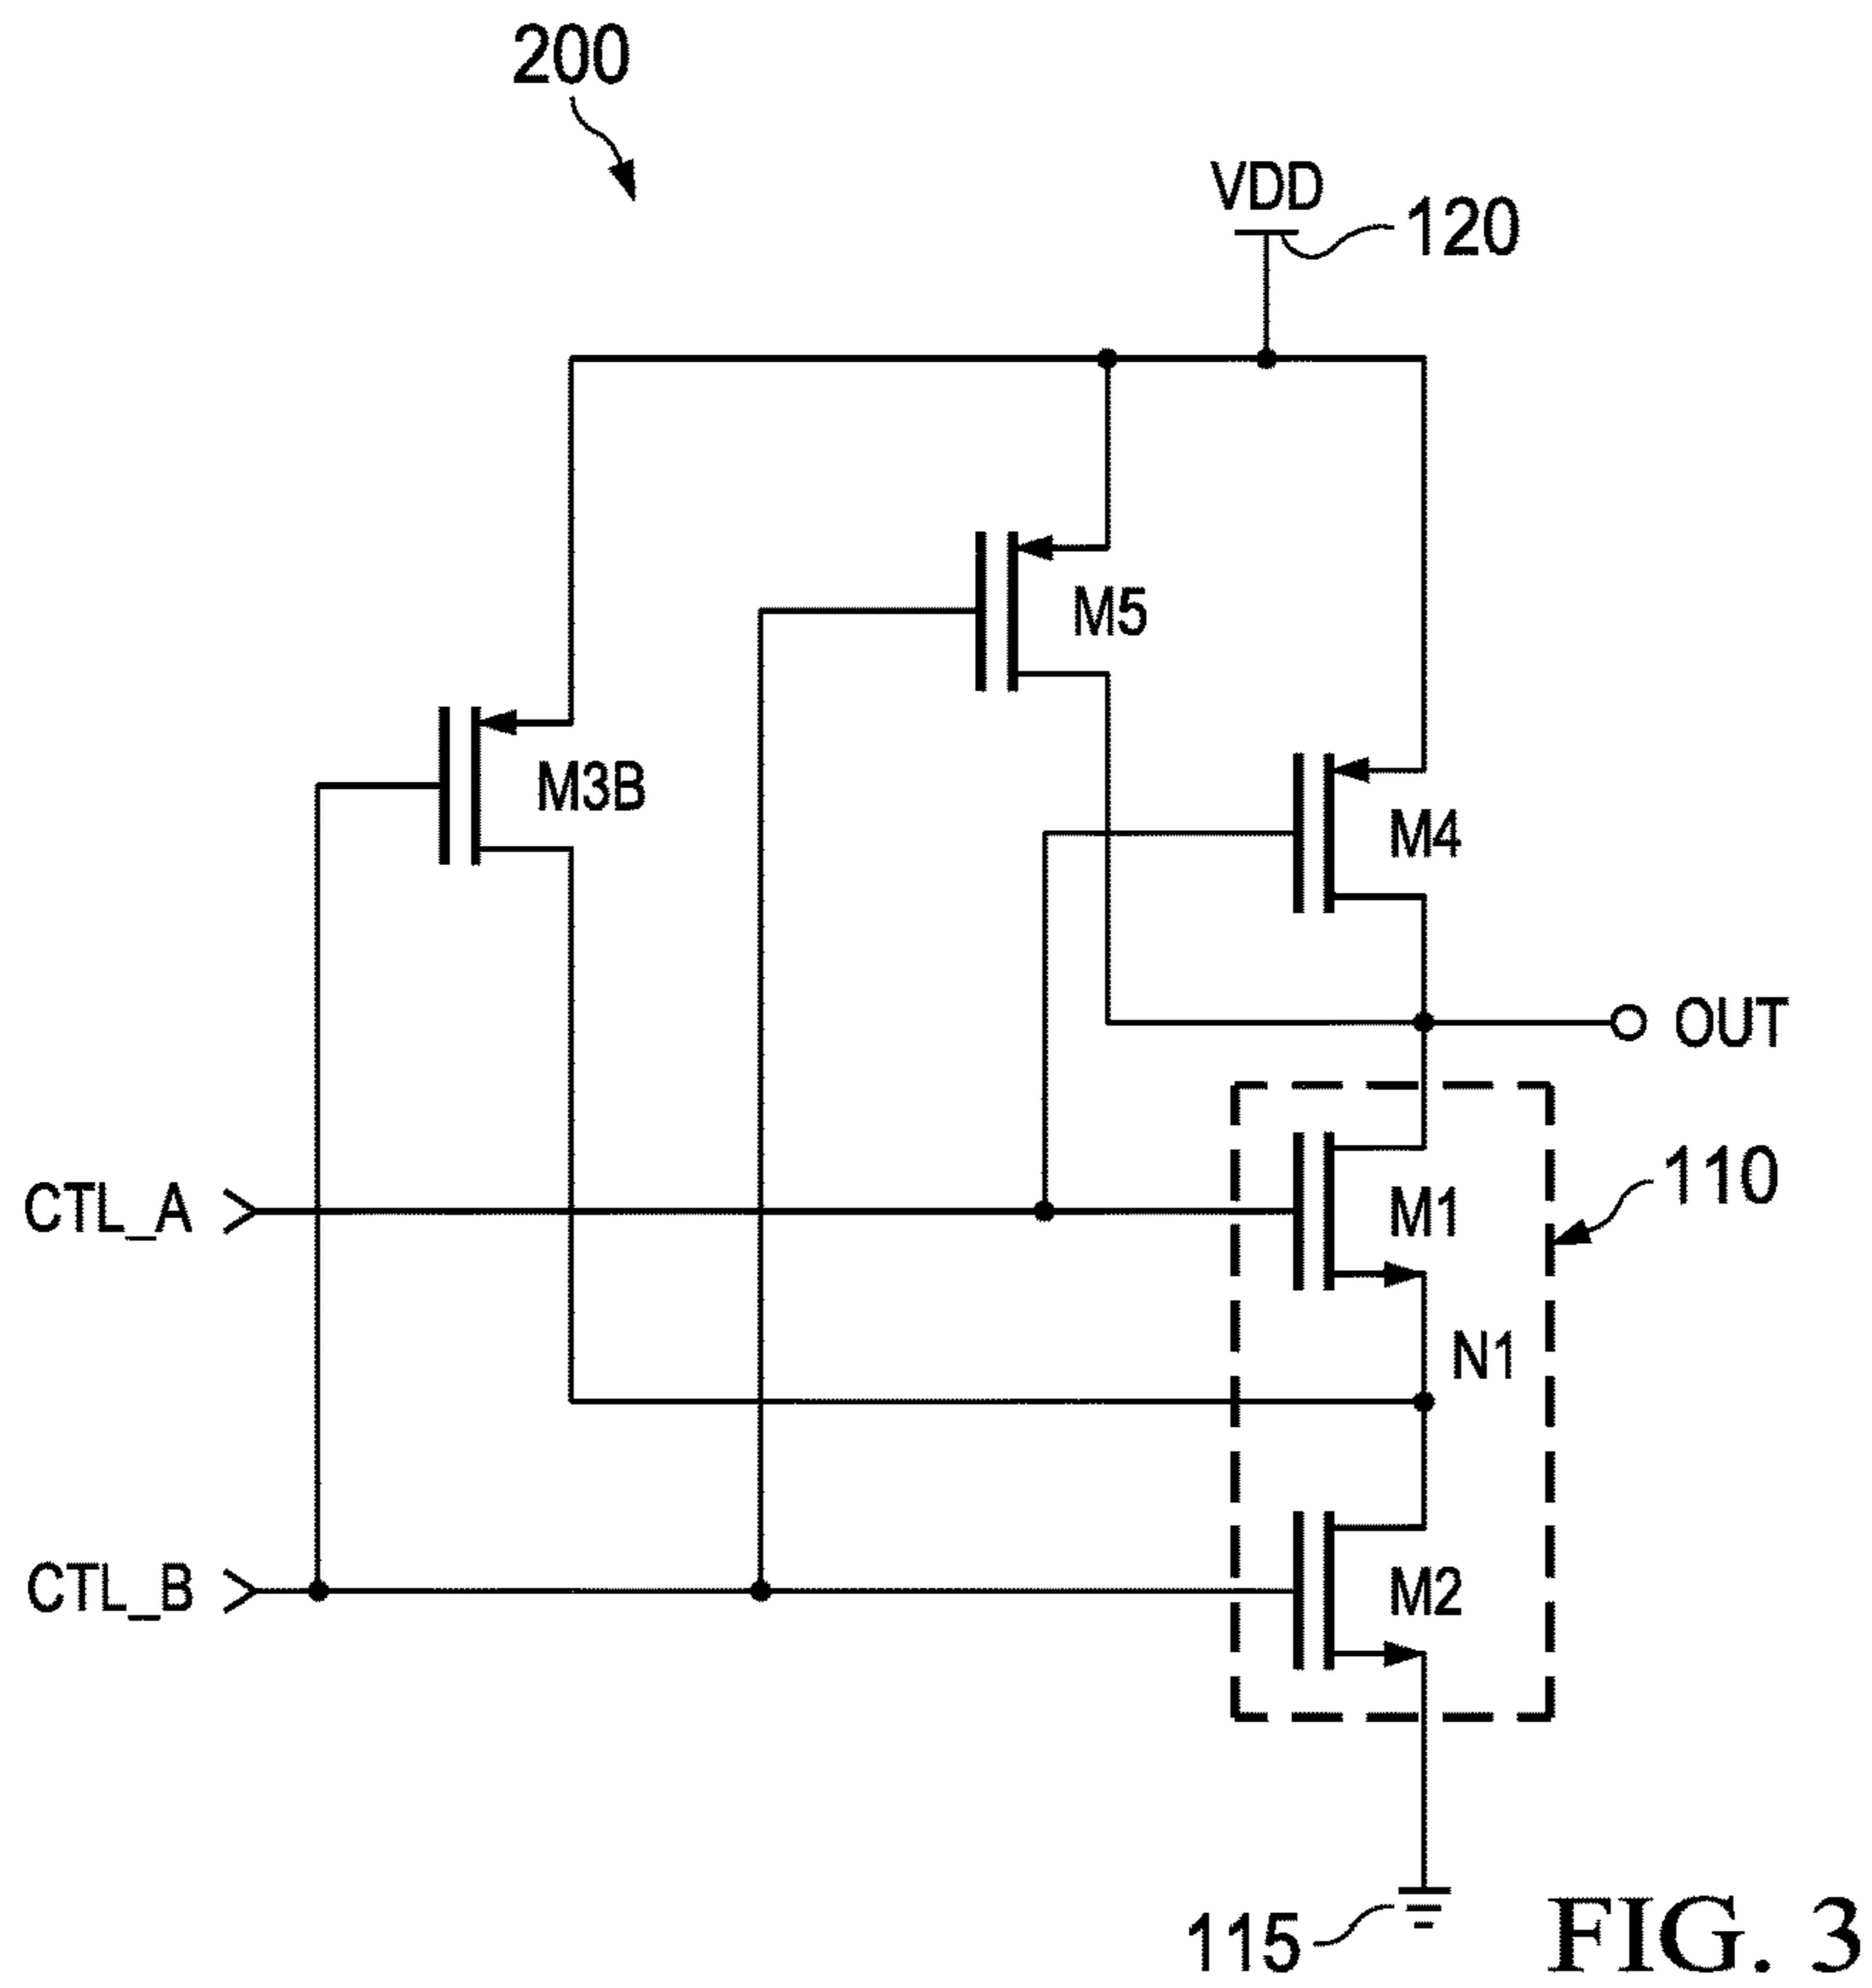 200
VDD
120
M5
M3B
M4
OUT
CTL_A
M1
110
N1
CTL_B
M2
115
FIG. 3